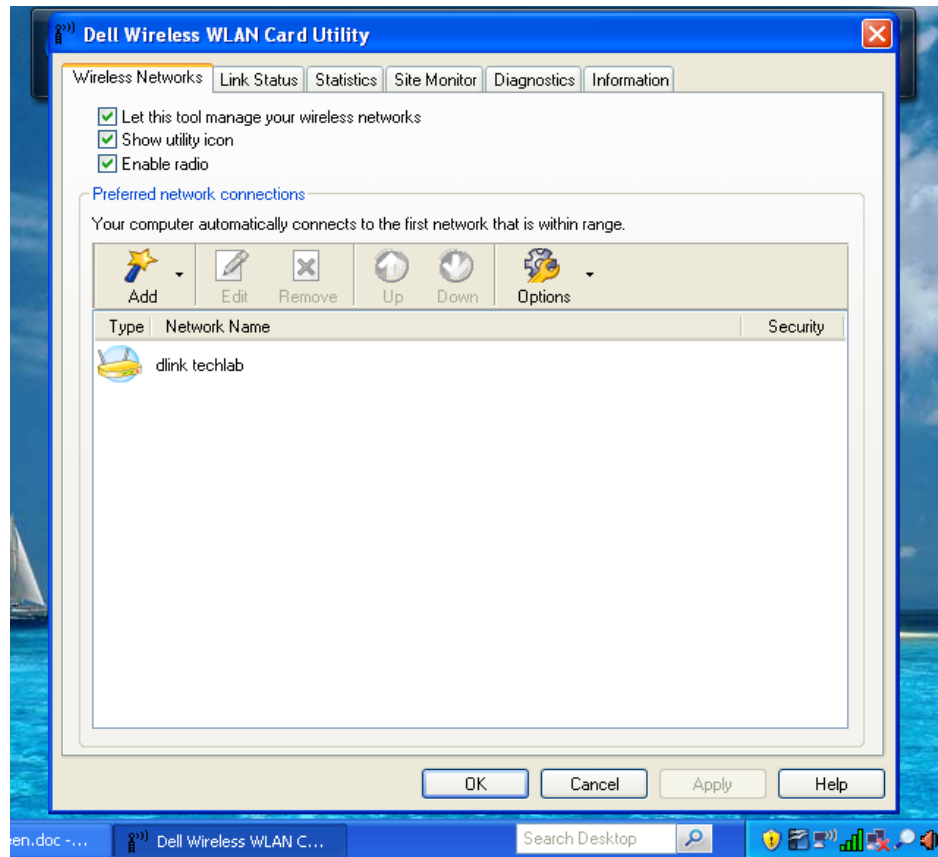 Dell Wireless WLAN Card Utility
Wireless Networks Link Status Statistics Site Monitor Diagnostics Information
Let this tool manage your wireless networks
Show utility icon
Enable radio
Preferred network connections
Your computer automatically connects to the first network that is within range.
Add Edit Remove Up Down Options
Type Network Name Security
dlink techlab
OK Cancel Apply Help
en.doc -... Dell Wireless WLAN C... Search Desktop